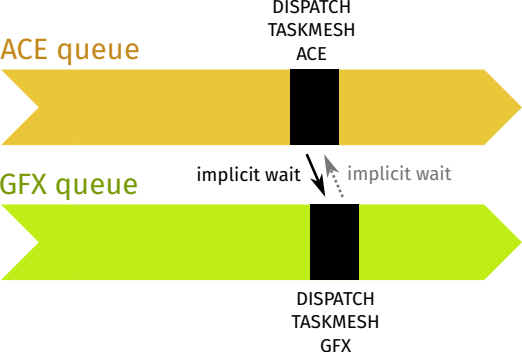 DISPATCH
TASKMESH
ACE
ACE queue
implicit wait
implicit wait
GFX queue
DISPATCH
TASKMESH
GFX